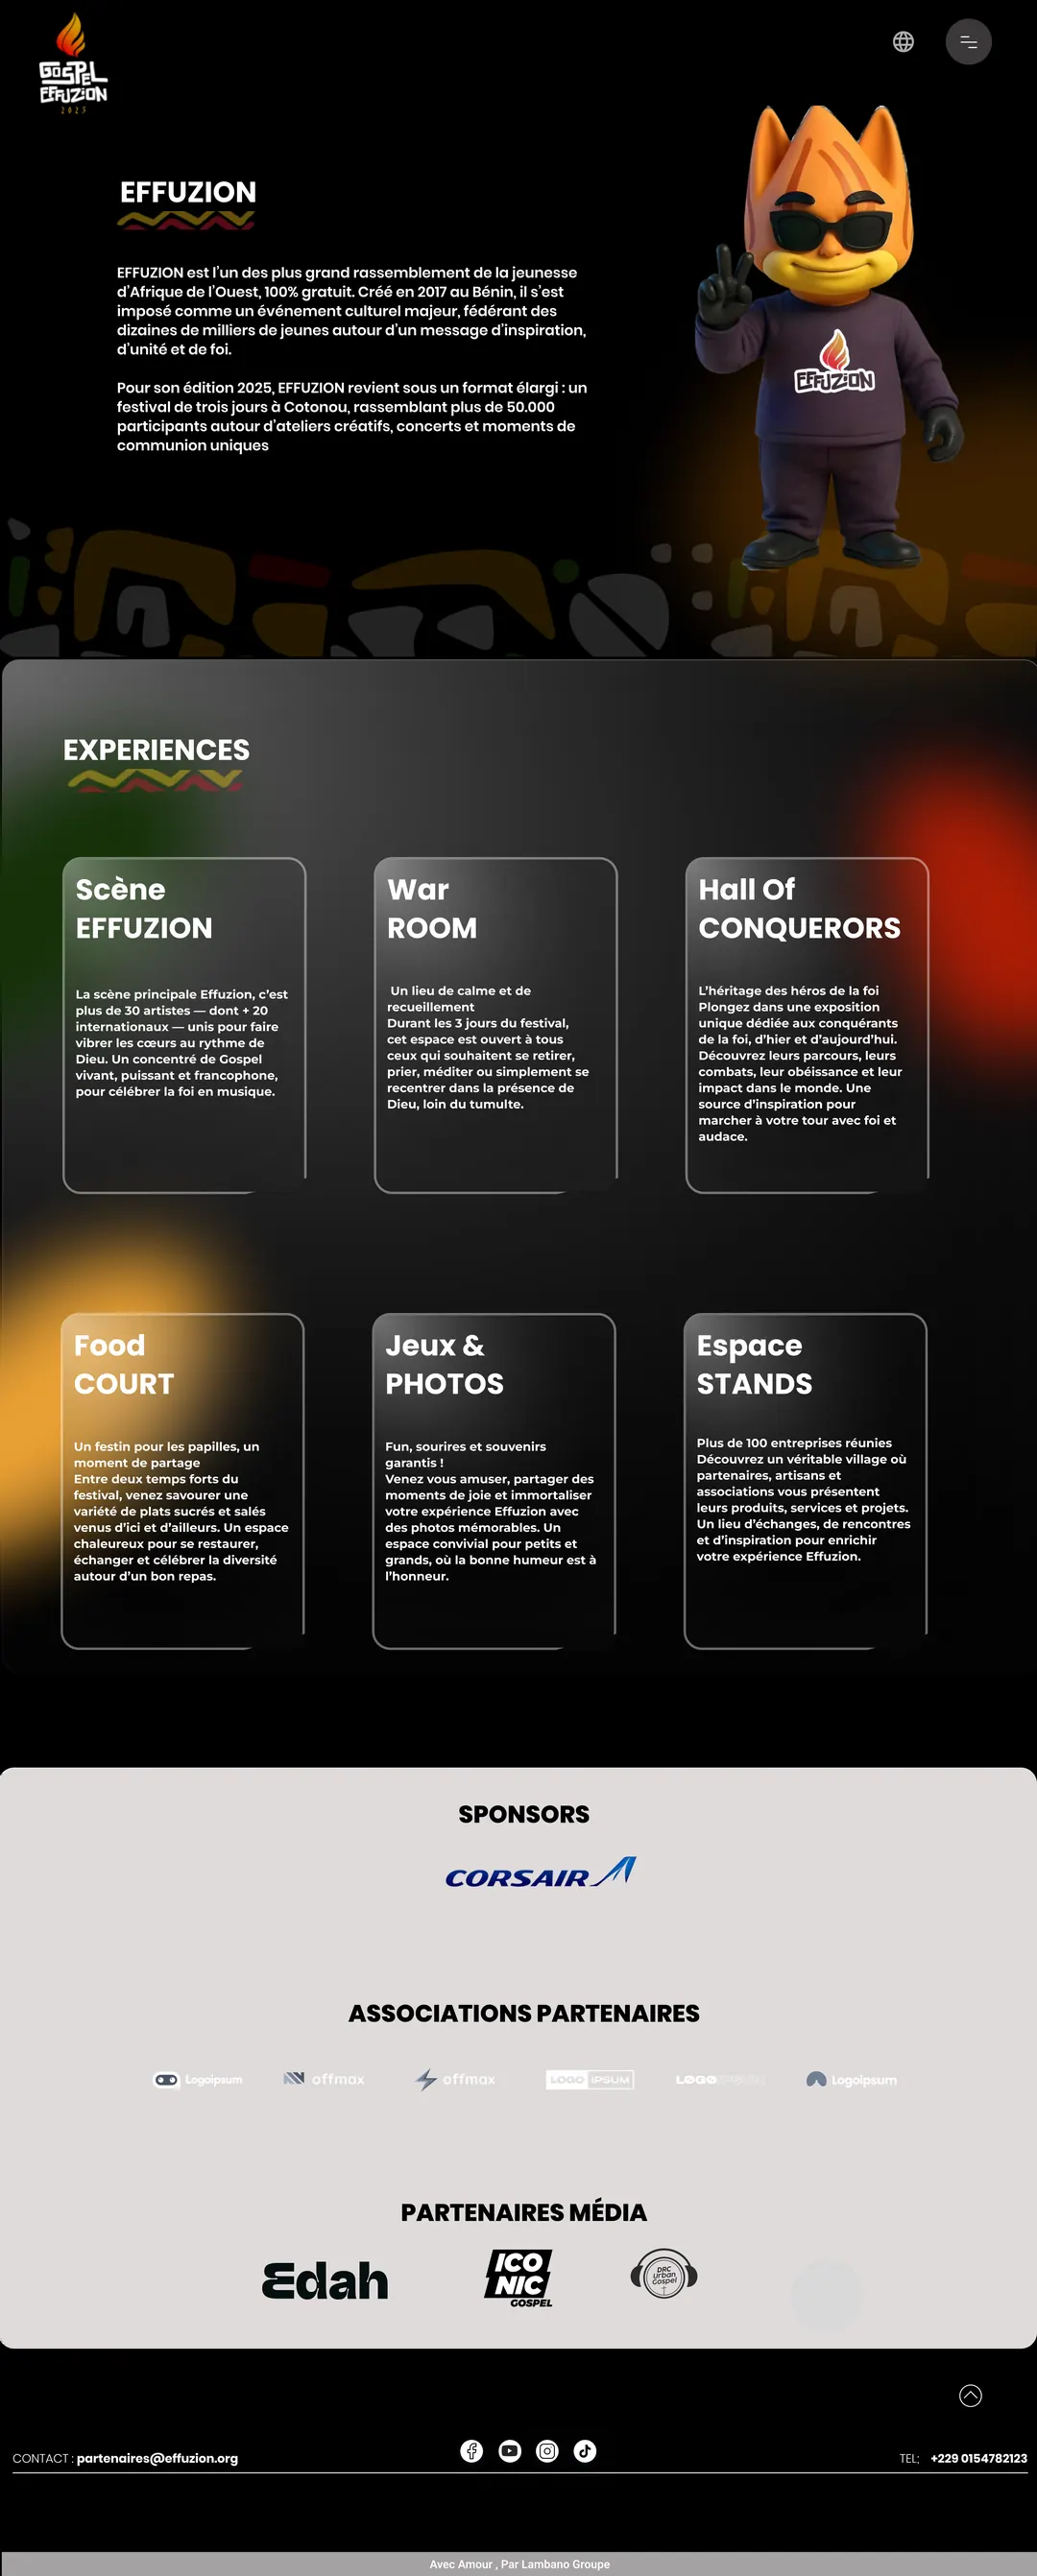 GOSPEL
EFFUZION
2025
EFFUZION
EFFUZION est l'un des plus grand rassemblement de la jeunesse
d'Afrique de l'Ouest, 100% gratuit. Créé en 2017 au Bénin, il s'est
imposé comme un événement culturel majeur, fédérant des
dizaines de milliers de jeunes autour d'un message d'inspiration,
d'unité et de foi.
Pour son édition 2025, EFFUZION revient sous un format élargi : un
festival de trois jours à Cotonou, rassemblant plus de 50.000
participants autour d'ateliers créatifs, concerts et moments de
communion uniques
EFFUZION
EXPERIENCES
Scène
EFFUZION
La scène principale Effuzion, c'est
plus de 30 artistes — dont + 20
internationaux — unis pour faire
vibrer les cœurs au rythme de
Dieu. Un concentré de Gospel
vivant, puissant et francophone,
pour célébrer la foi en musique.
War
ROOM
Un lieu de calme et de
recueillement
Durant les 3 jours du festival,
cet espace est ouvert à tous
ceux qui souhaitent se retirer,
prier, méditer ou simplement se
recentrer dans la présence de
Dieu, loin du tumulte.
Hall Of
CONQUERORS
L'héritage des héros de la foi
Plongez dans une exposition
unique dédiée aux conquérants
de la foi, d'hier et d'aujourd'hui.
Découvrez leurs parcours, leurs
combats, leur obéissance et leur
impact dans le monde. Une
source d'inspiration pour
marcher à votre tour avec foi et
audace.
Food
COURT
Un festin pour les papilles, un
moment de partage
Entre deux temps forts du
festival, venez savourer une
variété de plats sucrés et salés
venus d'ici et d'ailleurs. Un espace
chaleureux pour se restaurer,
échanger et célébrer la diversité
autour d'un bon repas.
Jeux &
PHOTOS
Fun, sourires et souvenirs
garantis !
Venez vous amuser, partager des
moments de joie et immortaliser
votre expérience Effuzion avec
des photos mémorables. Un
espace convivial pour petits et
grands, où la bonne humeur est à
l'honneur.
Espace
STANDS
Plus de 100 entreprises réunies
Découvrez un véritable village où
partenaires, artisans et
associations vous présentent
leurs produits, services et projets.
Un lieu d'échanges, de rencontres
et d'inspiration pour enrichir
votre expérience Effuzion.
SPONSORS
CORSAIR
ASSOCIATIONS PARTENAIRES
Logoipsum
offmax
offmax
LOGO IPSUM
LOGOIPSUM
Logoipsum
PARTENAIRES MÉDIA
Edah
ICO
NIC
GOSPEL
DRC
urban
Gospel
CONTACT : partenaires@effuzion.org
TEL; +229 0154782123
Avec Amour , Par Lambano Groupe